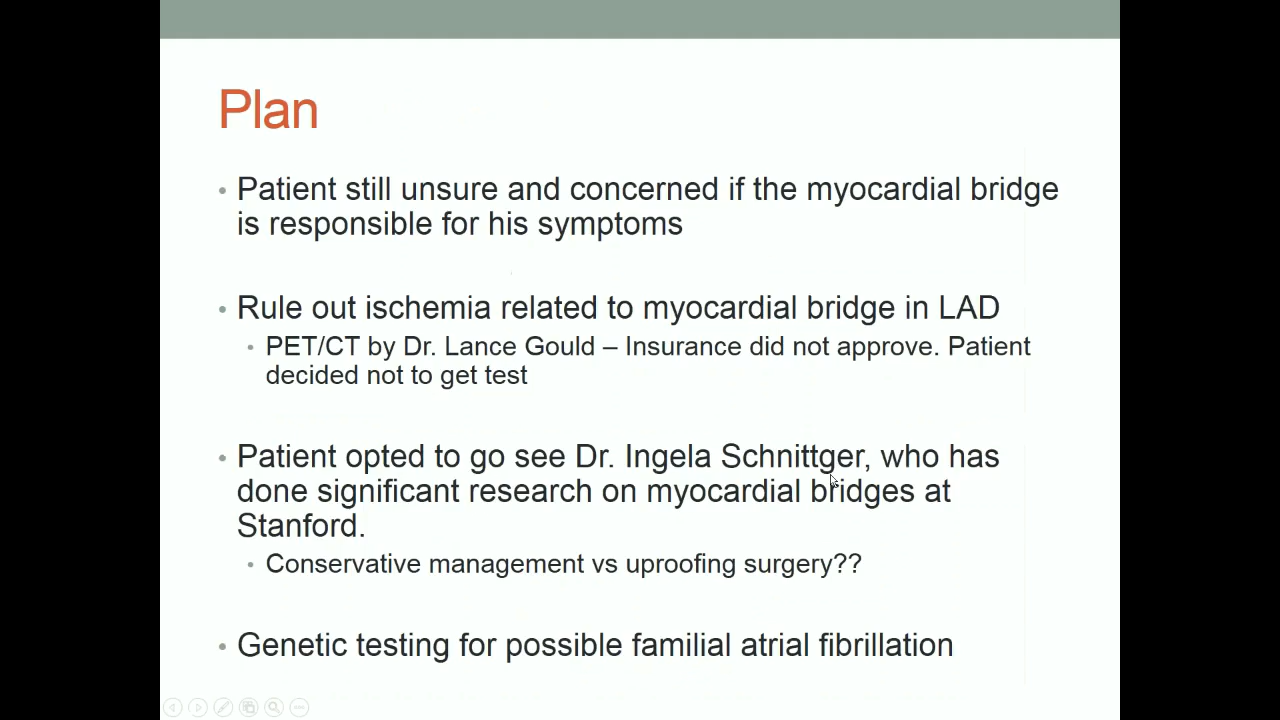 Plan
• Patient still unsure and concerned if the myocardial bridge
is responsible for his symptoms
• Rule out ischemia related to myocardial bridge in LAD
• PET/CT by Dr. Lance Gould – Insurance did not approve. Patient
decided not to get test
• Patient opted to go see Dr. Ingela Schnittger, who has
done significant research on myocardial bridges at
Stanford.
• Conservative management vs uproofing surgery??
• Genetic testing for possible familial atrial fibrillation